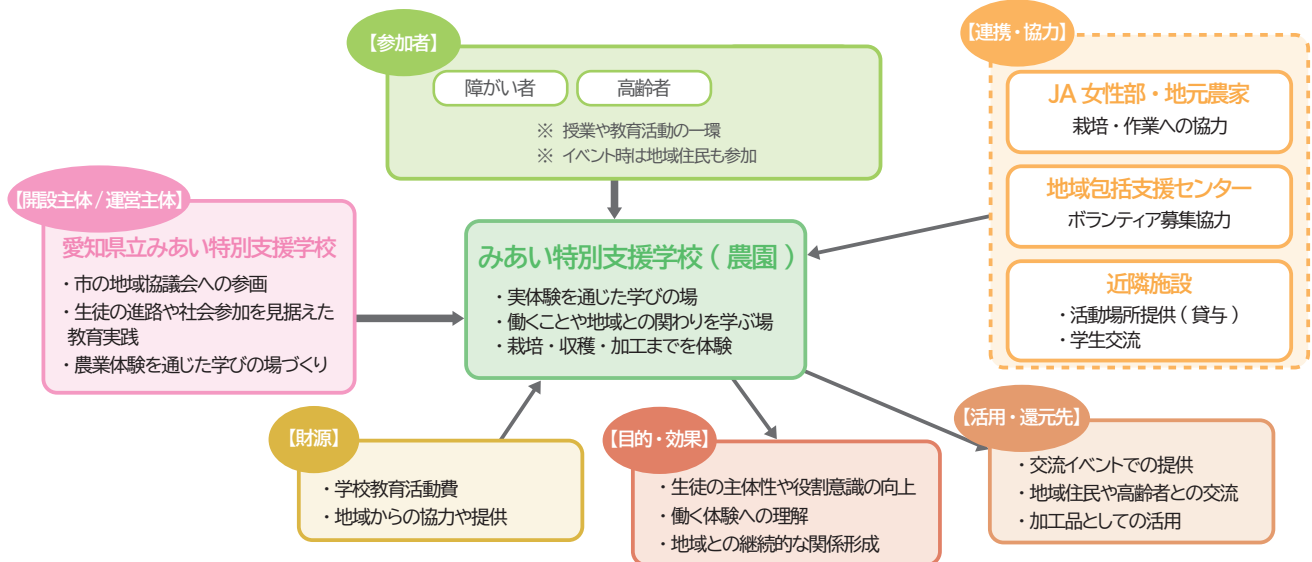 【参加者】
障がい者
高齢者
※ 授業や教育活動の一環
※ イベント時は地域住民も参加
【連携・協力】
JA 女性部・地元農家
栽培・作業への協力
地域包括支援センター
ボランティア募集協力
近隣施設
・活動場所提供 ( 貸与 )
・学生交流
【開設主体 / 運営主体】
愛知県立みあい特別支援学校
・市の地域協議会への参画
・生徒の進路や社会参加を見据えた
教育実践
・農業体験を通じた学びの場づくり
みあい特別支援学校 ( 農園 )
・実体験を通じた学びの場
・働くことや地域との関わりを学ぶ場
・栽培・収穫・加工までを体験
【財源】
・学校教育活動費
・地域からの協力や提供
【目的・効果】
・生徒の主体性や役割意識の向上
・働く体験への理解
・地域との継続的な関係形成
【活用・還元先】
・交流イベントでの提供
・地域住民や高齢者との交流
・加工品としての活用